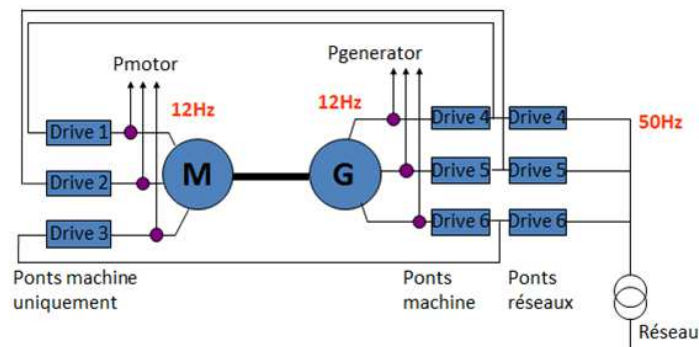 Pmotor
Pgenerator
12Hz
12Hz
Drive 4
Drive 4
50Hz
Drive 1
M
G
Drive 2
Drive 5
Drive 5
Drive 3
Drive 6
Drive 6
Ponts machine
uniquement
Ponts
machine
Ponts
réseaux
Réseau